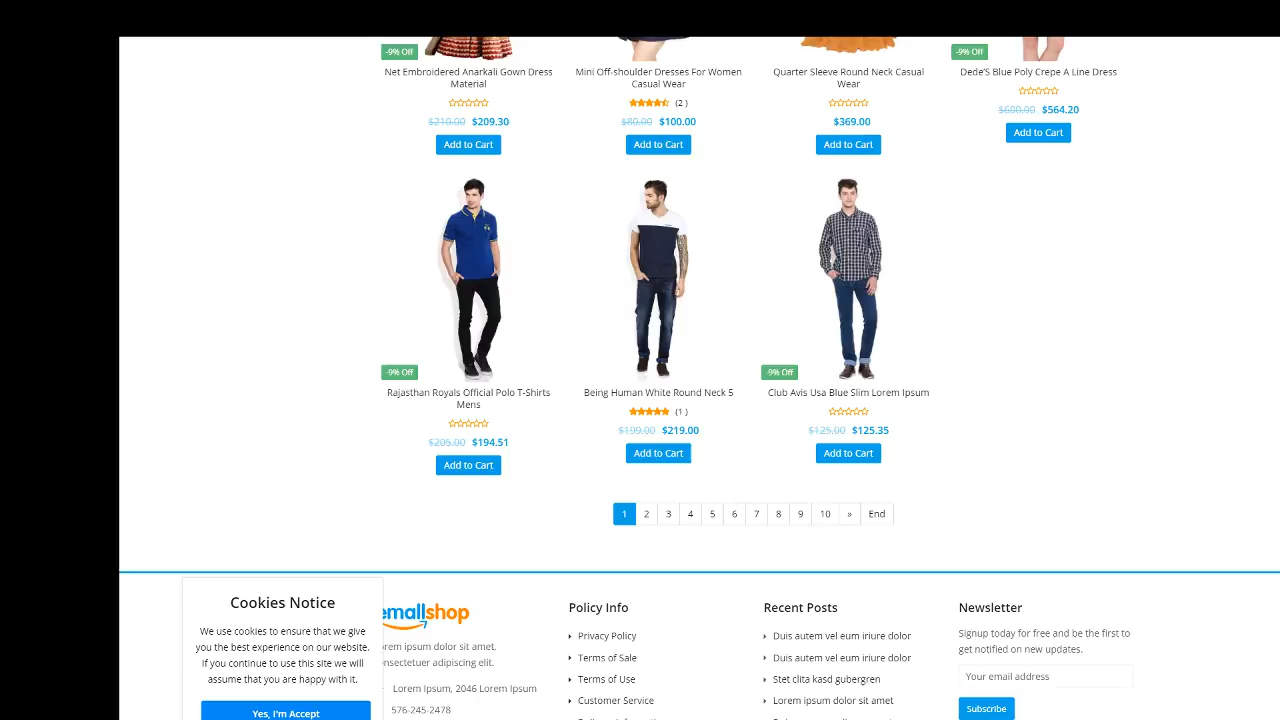 -9% Off
-9% Off
Net Embroidered Anarkali Gown Dress
Material
$210.00 $209.30
Add to Cart
Mini Off-shoulder Dresses For Women
Casual Wear
(2 )
$80.00 $100.00
Add to Cart
Quarter Sleeve Round Neck Casual
Wear
$369.00
Add to Cart
Dede'S Blue Poly Crepe A Line Dress
$600.00 $564.20
Add to Cart
-9% Off
Rajasthan Royals Official Polo T-Shirts
Mens
$205.00 $194.51
Add to Cart
Being Human White Round Neck 5
(1 )
$199.00 $219.00
Add to Cart
-9% Off
Club Avis Usa Blue Slim Lorem Ipsum
$125.00 $125.35
Add to Cart
1 2 3 4 5 6 7 8 9 10 » End
Cookies Notice
We use cookies to ensure that we give
you the best experience on our website.
If you continue to use this site we will
assume that you are happy with it.
Yes, I'm Accept
emallshop
orem ipsum dolor sit amet,
onsectetuer adipiscing elit.
Lorem Ipsum, 2046 Lorem Ipsum
576-245-2478
Policy Info
Privacy Policy
Terms of Sale
Terms of Use
Customer Service
Recent Posts
Duis autem vel eum iriure dolor
Duis autem vel eum iriure dolor
Stet clita kasd gubergren
Lorem ipsum dolor sit amet
Newsletter
Signup today for free and be the first to
get notified on new updates.
Your email address
Subscribe